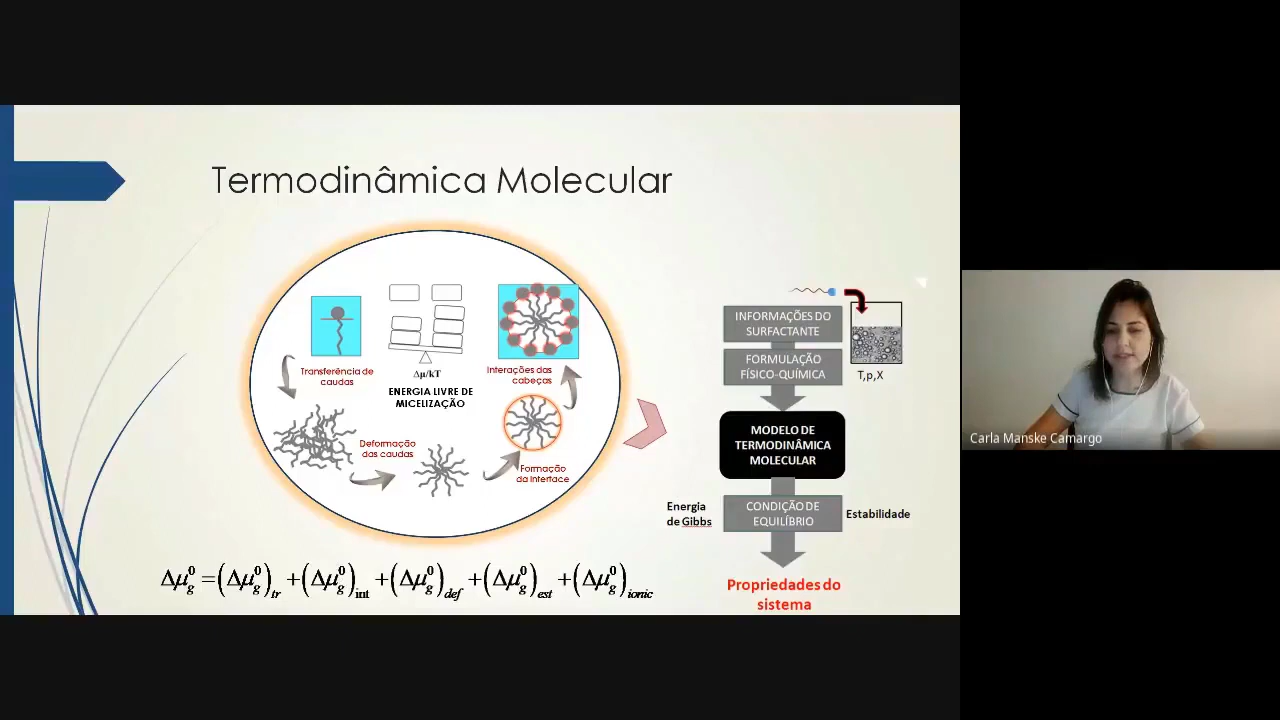 Termodinâmica Molecular
Transferência de
caudas
Δμ/kT
ENERGIA LIVRE DE
MICELIZAÇÃO
Interações das
cabeças
Deformação
das caudas
Formação
da Interface
Δμ⁰g = (Δμ⁰g)tr + (Δμ⁰g)int + (Δμ⁰g)def + (Δμ⁰g)est + (Δμ⁰g)ionic
INFORMAÇÕES DO
SURFACTANTE
FORMULAÇÃO
FÍSICO-QUÍMICA
T,p,X
MODELO DE
TERMODINÂMICA
MOLECULAR
Energia
de Gibbs
CONDIÇÃO DE
EQUILÍBRIO
Estabilidade
Propriedades do
sistema
Carla Manske Camargo